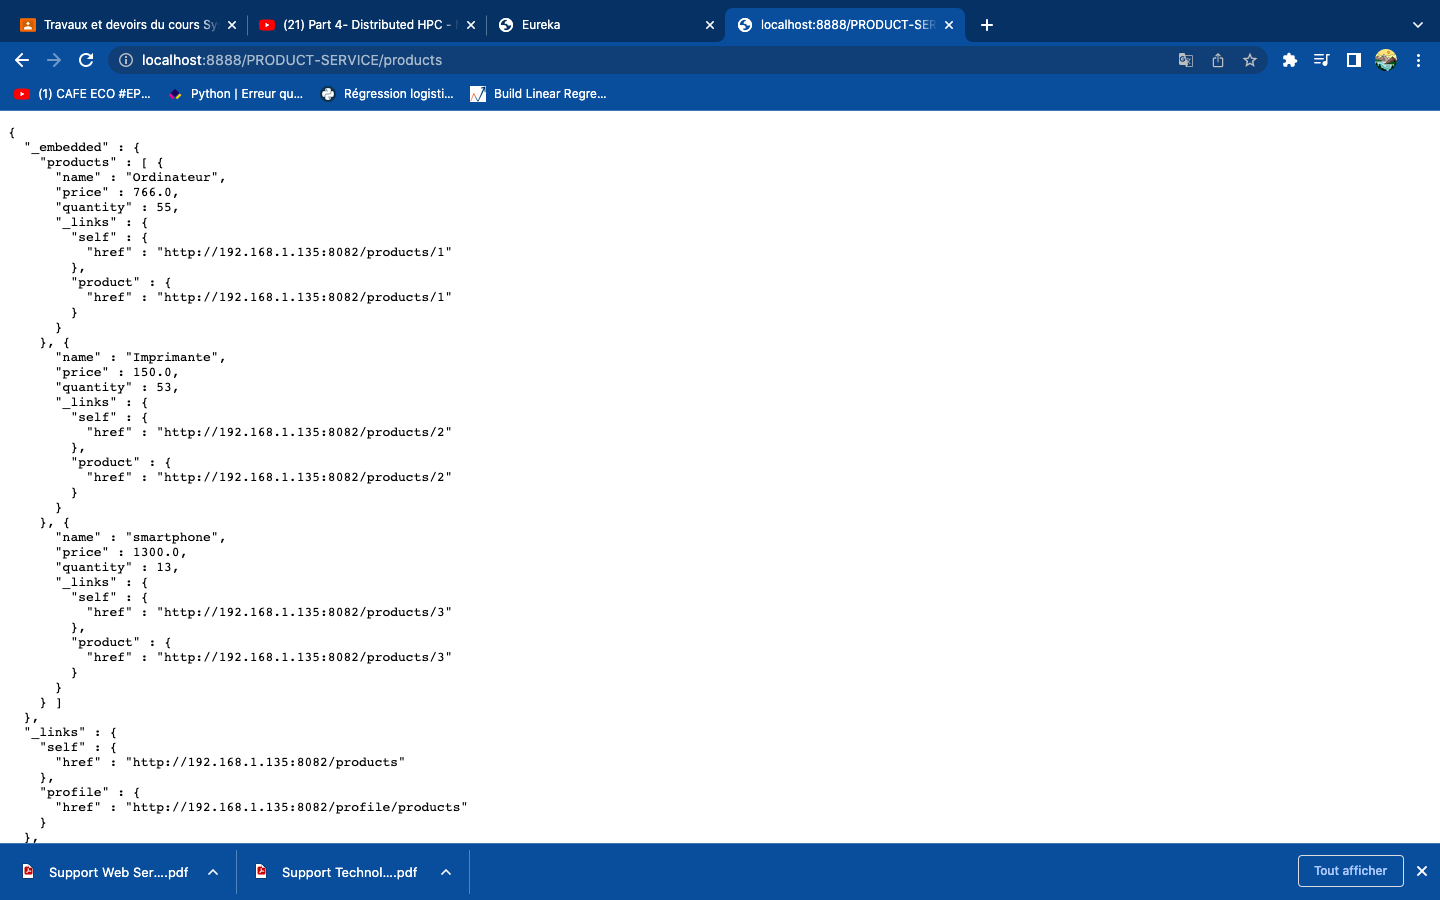 Travaux et devoirs du cours Sy
(21) Part 4- Distributed HPC -
Eureka
localhost:8888/PRODUCT-SER
localhost:8888/PRODUCT-SERVICE/products
(1) CAFE ECO #EP...
Python | Erreur qu...
Régression logisti...
Build Linear Regre...
{
  "_embedded" : {
    "products" : [ {
      "name" : "Ordinateur",
      "price" : 766.0,
      "quantity" : 55,
      "_links" : {
        "self" : {
          "href" : "http://192.168.1.135:8082/products/1"
        },
        "product" : {
          "href" : "http://192.168.1.135:8082/products/1"
        }
      }
    }, {
      "name" : "Imprimante",
      "price" : 150.0,
      "quantity" : 53,
      "_links" : {
        "self" : {
          "href" : "http://192.168.1.135:8082/products/2"
        },
        "product" : {
          "href" : "http://192.168.1.135:8082/products/2"
        }
      }
    }, {
      "name" : "smartphone",
      "price" : 1300.0,
      "quantity" : 13,
      "_links" : {
        "self" : {
          "href" : "http://192.168.1.135:8082/products/3"
        },
        "product" : {
          "href" : "http://192.168.1.135:8082/products/3"
        }
      }
    } ]
  },
  "_links" : {
    "self" : {
      "href" : "http://192.168.1.135:8082/products"
    },
    "profile" : {
      "href" : "http://192.168.1.135:8082/profile/products"
    }
  },
Support Web Ser....pdf
Support Technol....pdf
Tout afficher